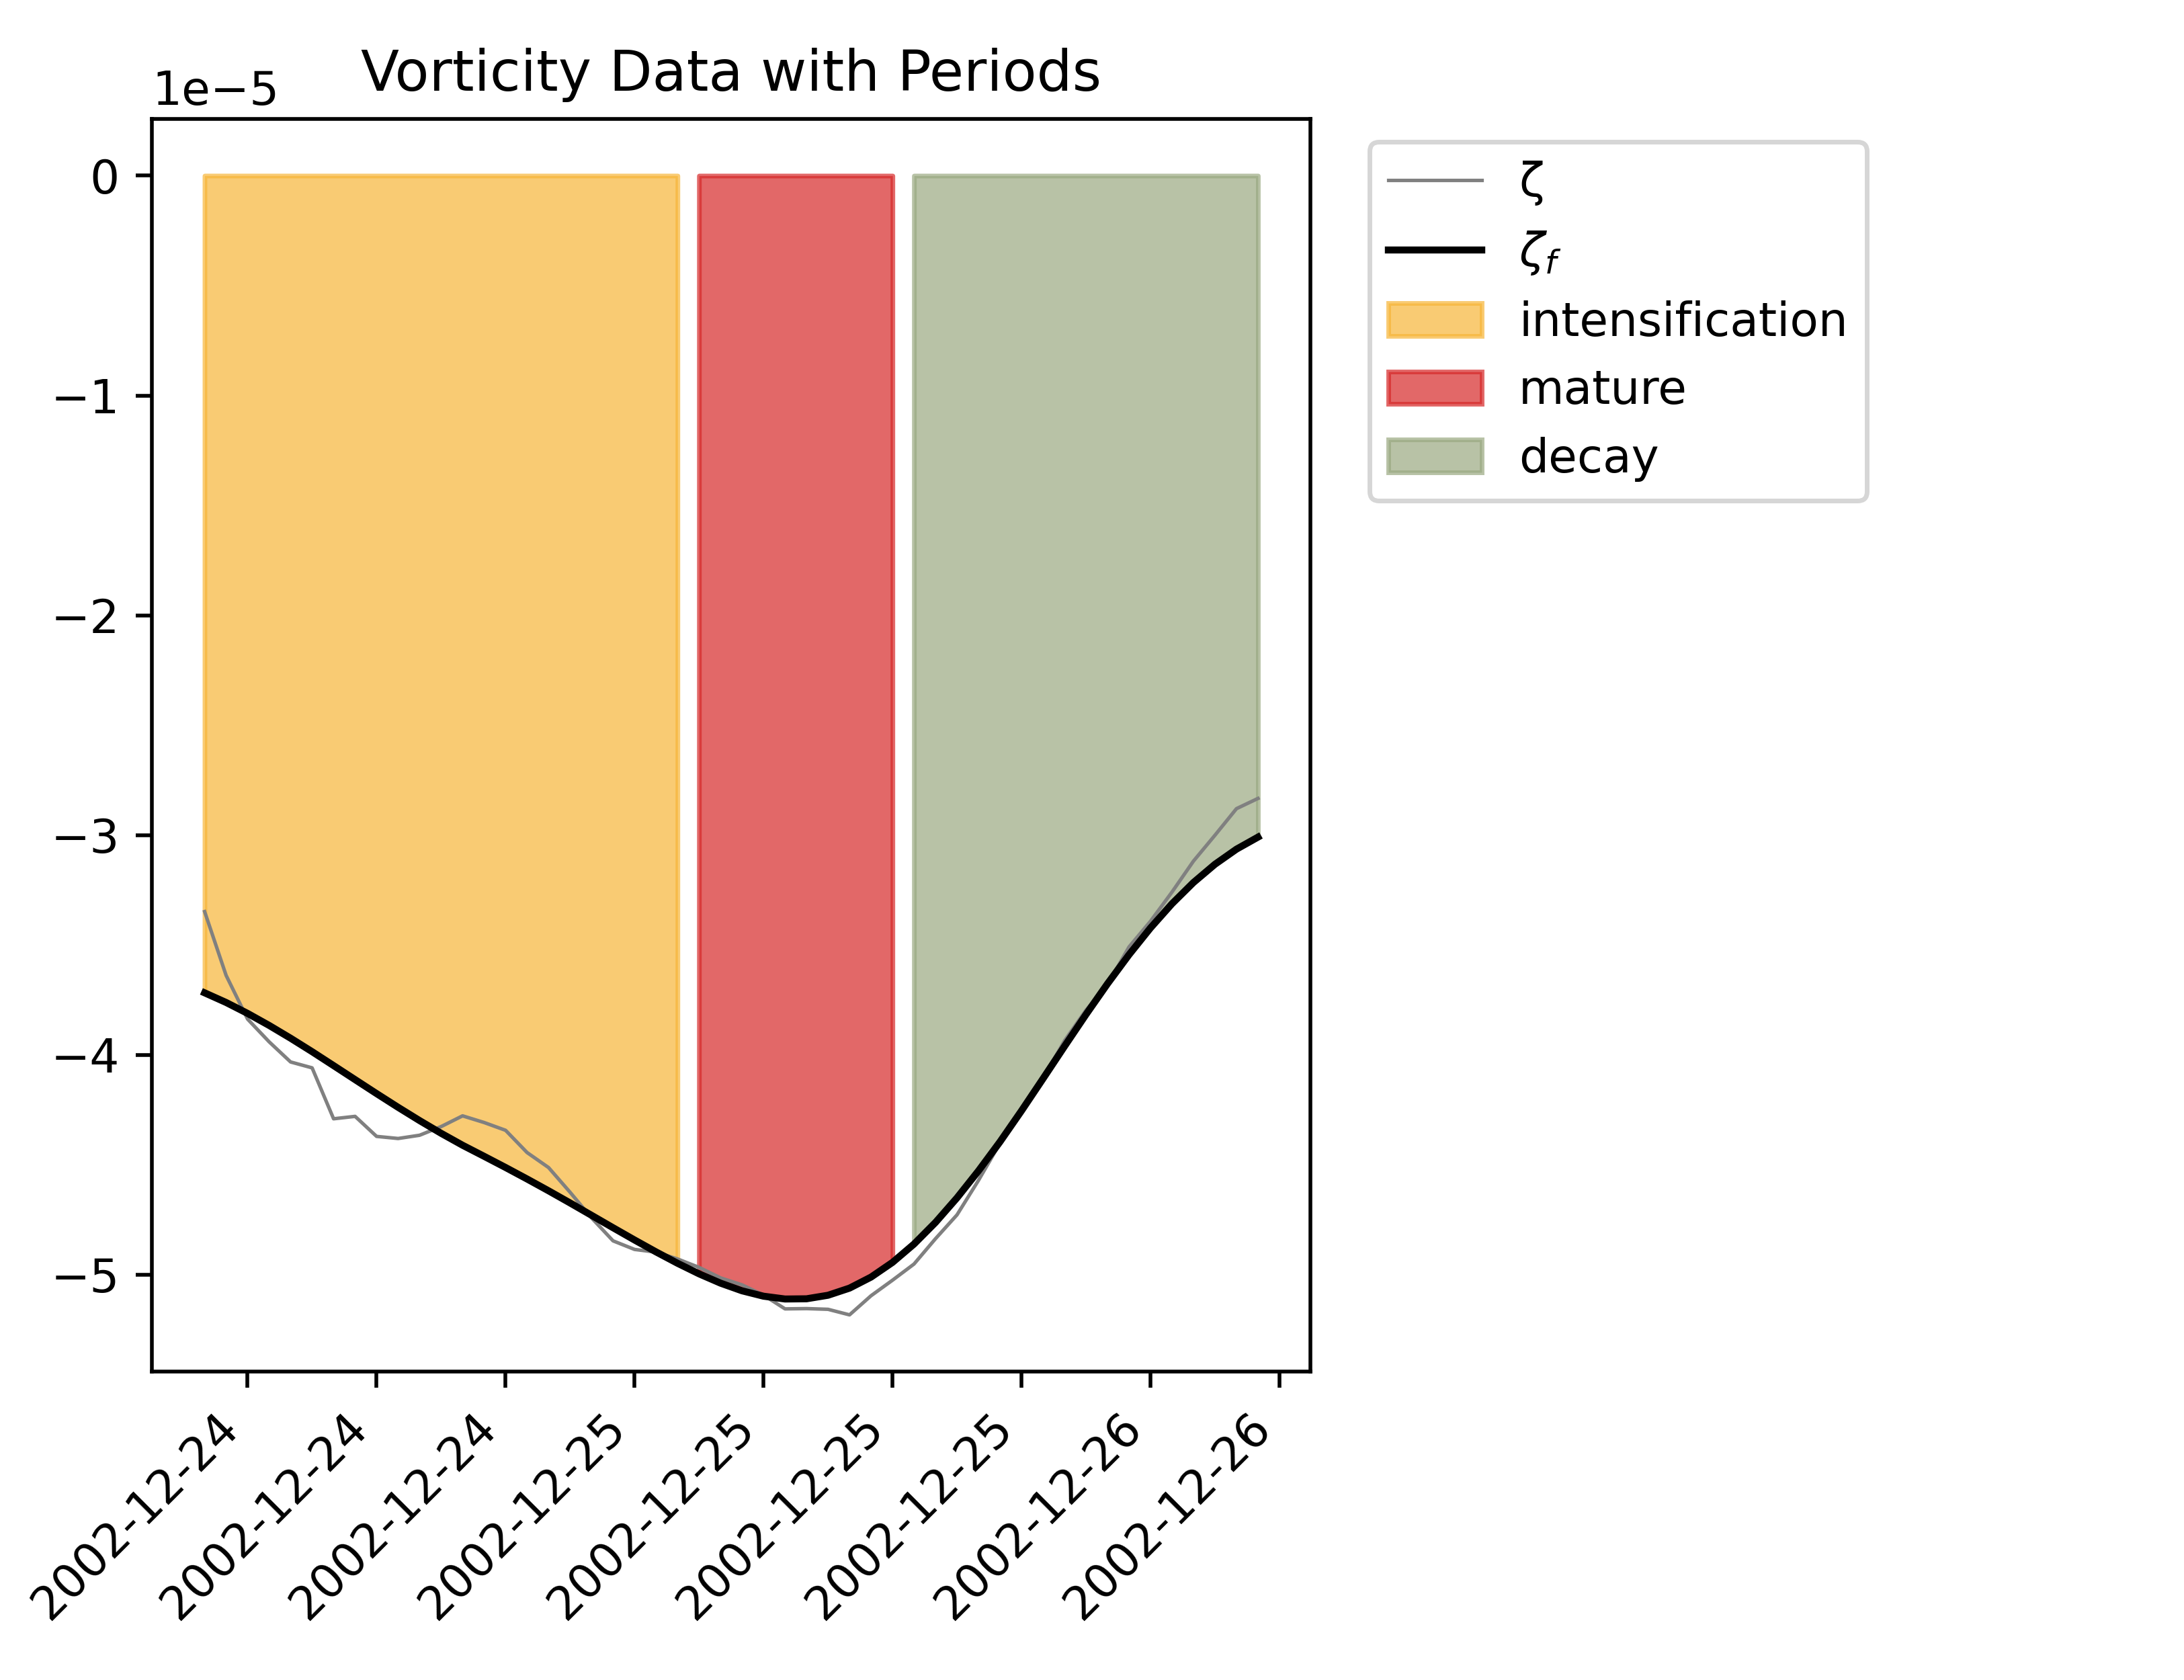 Vorticity Data with Periods
1e−5
0
−1
−2
−3
−4
−5
2002-12-24
2002-12-24
2002-12-24
2002-12-25
2002-12-25
2002-12-25
2002-12-25
2002-12-26
2002-12-26
ζ
ζf
intensification
mature
decay